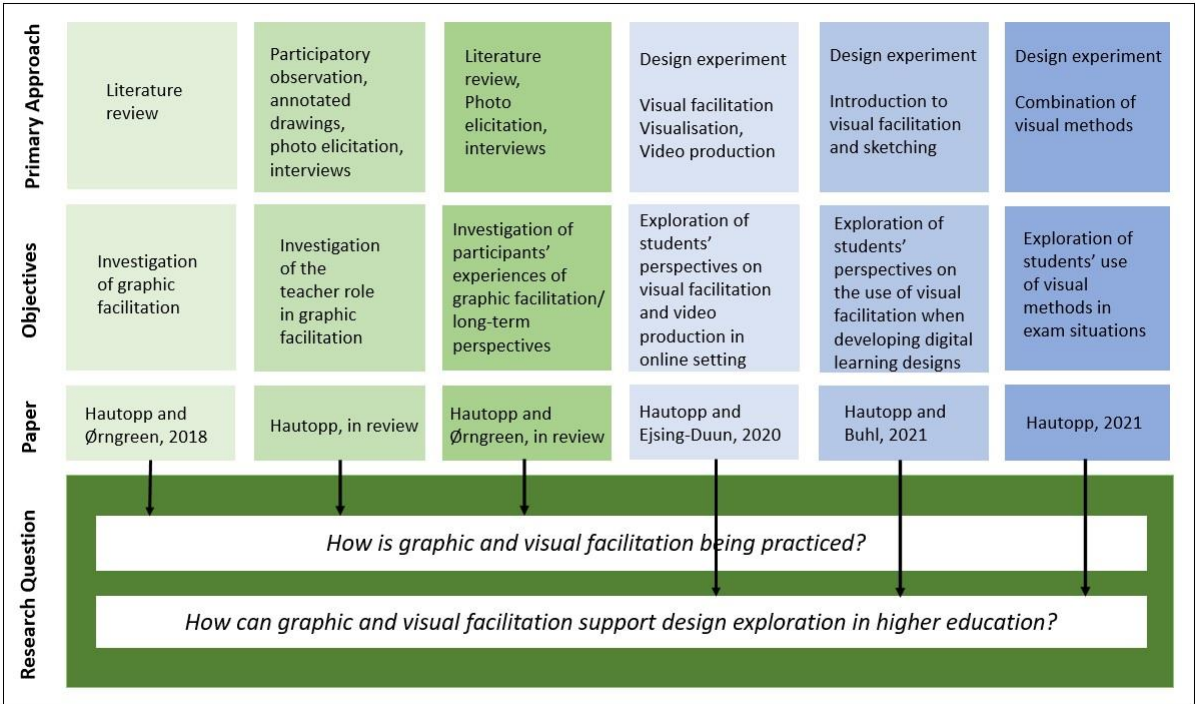 Primary Approach
Literature
review
Participatory
observation,
annotated
drawings,
photo elicitation,
interviews
Literature
review,
Photo
elicitation,
interviews
Design experiment
Visual facilitation
Visualisation,
Video production
Design experiment
Introduction to
visual facilitation
and sketching
Design experiment
Combination of
visual methods
Objectives
Investigation
of graphic
facilitation
Investigation
of the
teacher role
in graphic
facilitation
Investigation of
participants’
experiences of
graphic facilitation/
long-term
perspectives
Exploration of
students’
perspectives on
visual facilitation
and video
production in
online setting
Exploration of
students’
perspectives on
the use of visual
facilitation when
developing digital
learning designs
Exploration of
students’ use
of visual
methods in
exam situations
Paper
Hautopp and
Ørngreen, 2018
Hautopp, in review
Hautopp and
Ørngreen, in review
Hautopp and
Ejsing-Duun, 2020
Hautopp and
Buhl, 2021
Hautopp, 2021
Research Question
How is graphic and visual facilitation being practiced?
How can graphic and visual facilitation support design exploration in higher education?